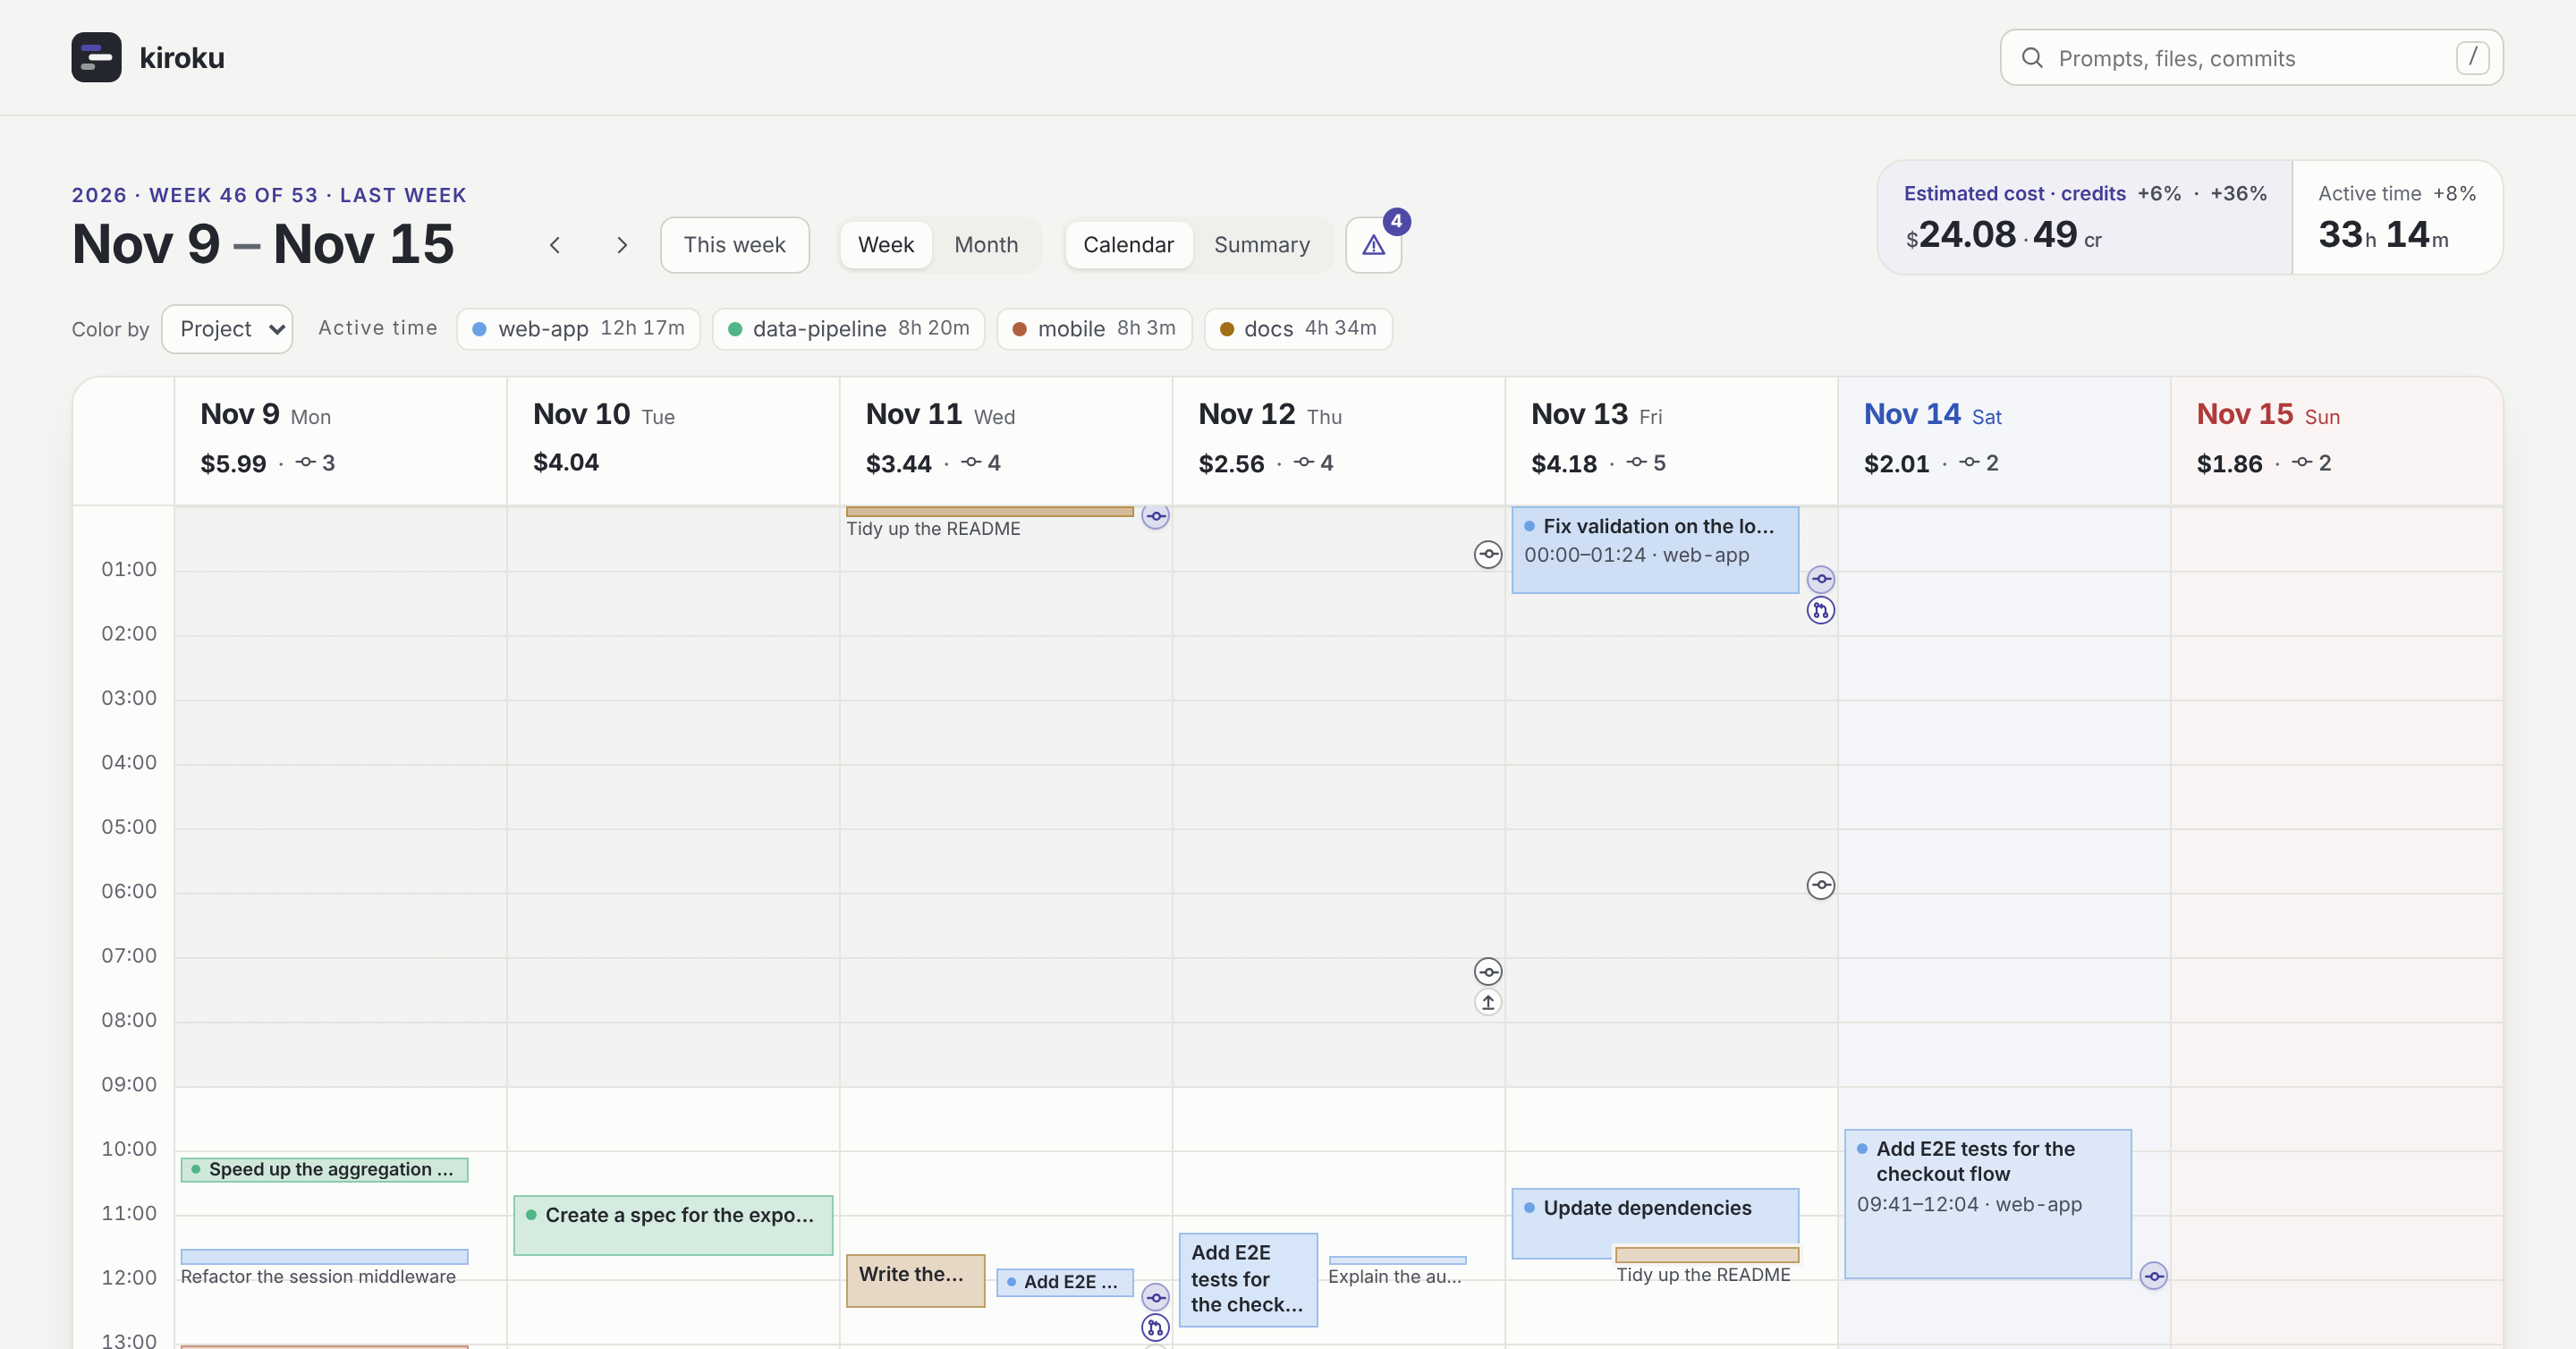 kiroku
Prompts, files, commits
/
2026 · WEEK 46 OF 53 · LAST WEEK
Nov 9 – Nov 15
This week
Week
Month
Calendar
Summary
4
Estimated cost · credits +6% · +36%
$24.08 · 49 cr
Active time +8%
33h 14m
Color by
Project
Active time
web-app 12h 17m
data-pipeline 8h 20m
mobile 8h 3m
docs 4h 34m
Nov 9 Mon
$5.99 · 3
Nov 10 Tue
$4.04
Nov 11 Wed
$3.44 · 4
Nov 12 Thu
$2.56 · 4
Nov 13 Fri
$4.18 · 5
Nov 14 Sat
$2.01 · 2
Nov 15 Sun
$1.86 · 2
Tidy up the README
Fix validation on the lo...
00:00–01:24 · web-app
01:00
02:00
03:00
04:00
05:00
06:00
07:00
08:00
09:00
10:00
11:00
12:00
13:00
Speed up the aggregation ...
Refactor the session middleware
Create a spec for the expo...
Write the...
Add E2E ...
Add E2E
tests for
the check...
Explain the au...
Update dependencies
Tidy up the README
Add E2E tests for the
checkout flow
09:41–12:04 · web-app